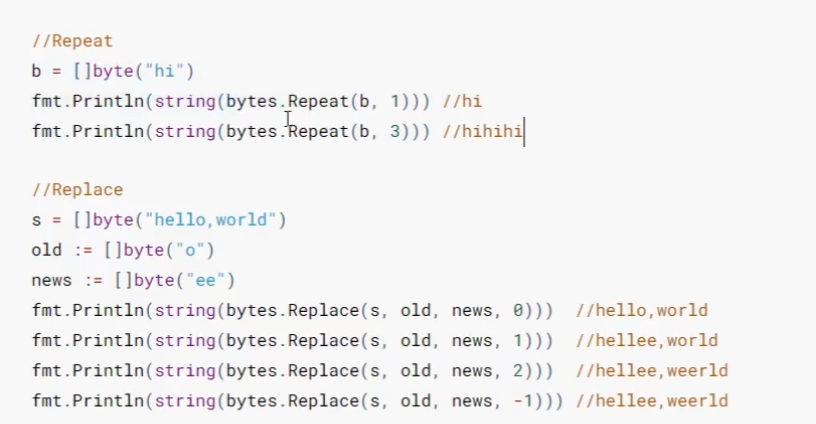 //Repeat
b = []byte("hi")
fmt.Println(string(bytes.Repeat(b, 1))) //hi
fmt.Println(string(bytes.Repeat(b, 3))) //hihihi
//Replace
s = []byte("hello,world")
old := []byte("o")
news := []byte("ee")
fmt.Println(string(bytes.Replace(s, old, news, 0)))  //hello,world
fmt.Println(string(bytes.Replace(s, old, news, 1)))  //hellee,world
fmt.Println(string(bytes.Replace(s, old, news, 2)))  //hellee,weerld
fmt.Println(string(bytes.Replace(s, old, news, -1))) //hellee,weerld